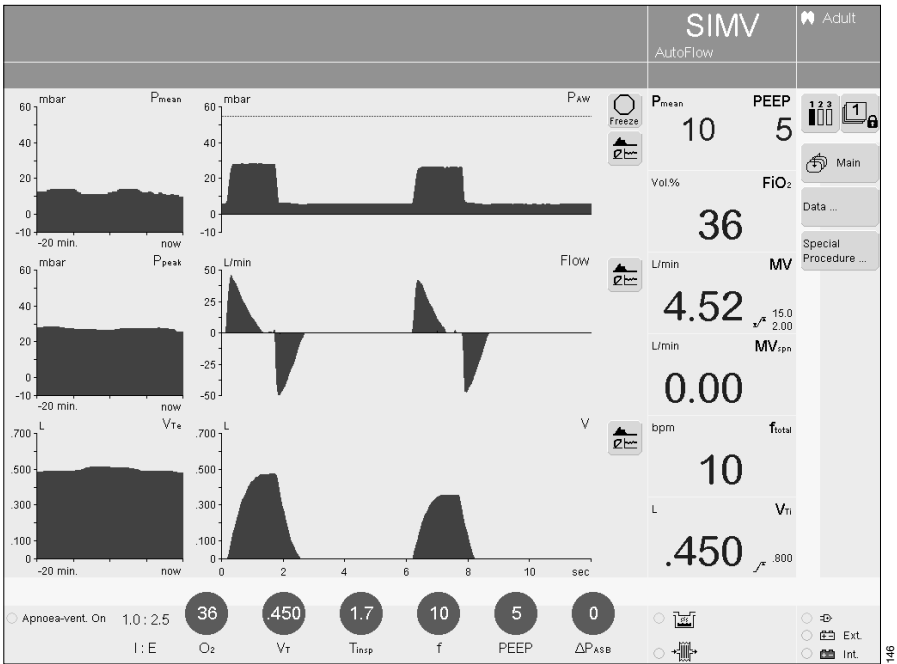 SIMV
AutoFlow
Adult
mbar Pmean
60
40
20
0
-10
-20 min. now
mbar PAW
60
40
20
0
-10
Freeze
Pmean PEEP
10 5
1 2 3
1
Main
Data ...
Special
Procedure ...
Vol.% FiO2
36
mbar Ppeak
60
40
20
0
-10
-20 min. now
L/min Flow
50
25
0
-25
-50
L/min MV
4.52
15.0
2.00
L/min MVspn
0.00
L VTe
.700
.500
.300
.100
0
-20 min. now
L V
.700
.500
.300
.100
0
0 2 4 6 8 10 sec
bpm ftotal
10
L VTi
.450 .800
Apnoea-vent. On 1.0 : 2.5 36 .450 1.7 10 5 0
I : E O2 VT Tinsp f PEEP ΔPASB
Ext.
Int.
146